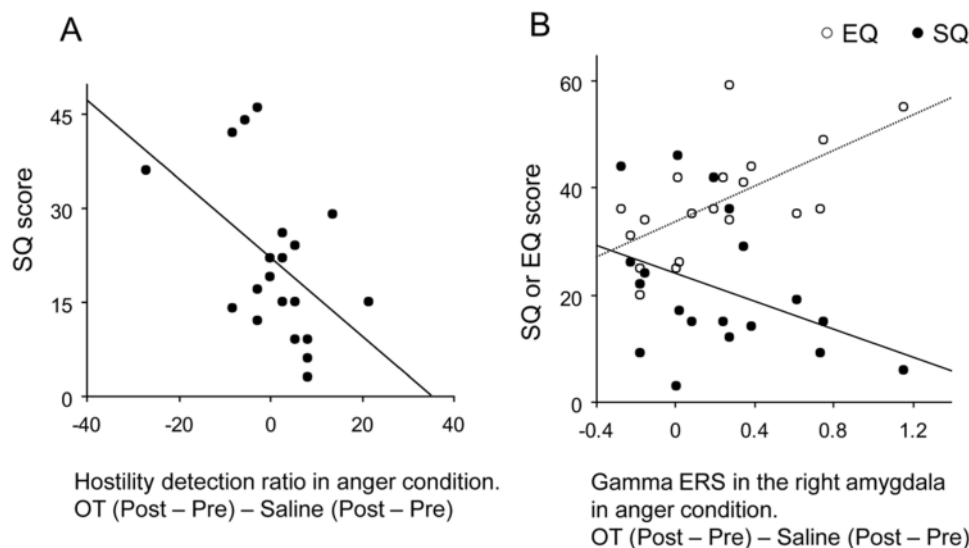 A
SQ score
45
30
15
0
-40
-20
0
20
40
Hostility detection ratio in anger condition.
OT (Post – Pre) – Saline (Post – Pre)
B
EQ
SQ
SQ or EQ score
60
40
20
0
-0.4
0
0.4
0.8
1.2
Gamma ERS in the right amygdala
in anger condition.
OT (Post – Pre) – Saline (Post – Pre)